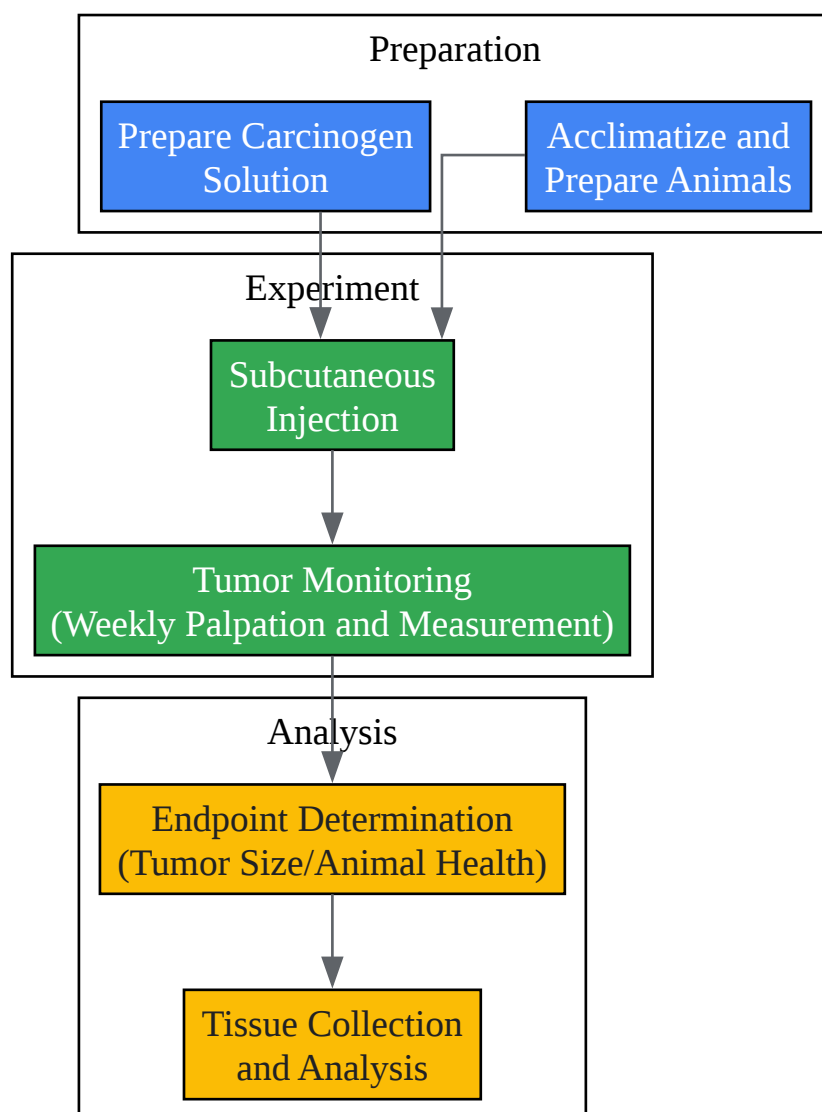 Preparation
Prepare Carcinogen
Solution
Acclimatize and
Prepare Animals
Experiment
Subcutaneous
Injection
Tumor Monitoring
(Weekly Palpation and Measurement)
Analysis
Endpoint Determination
(Tumor Size/Animal Health)
Tissue Collection
and Analysis